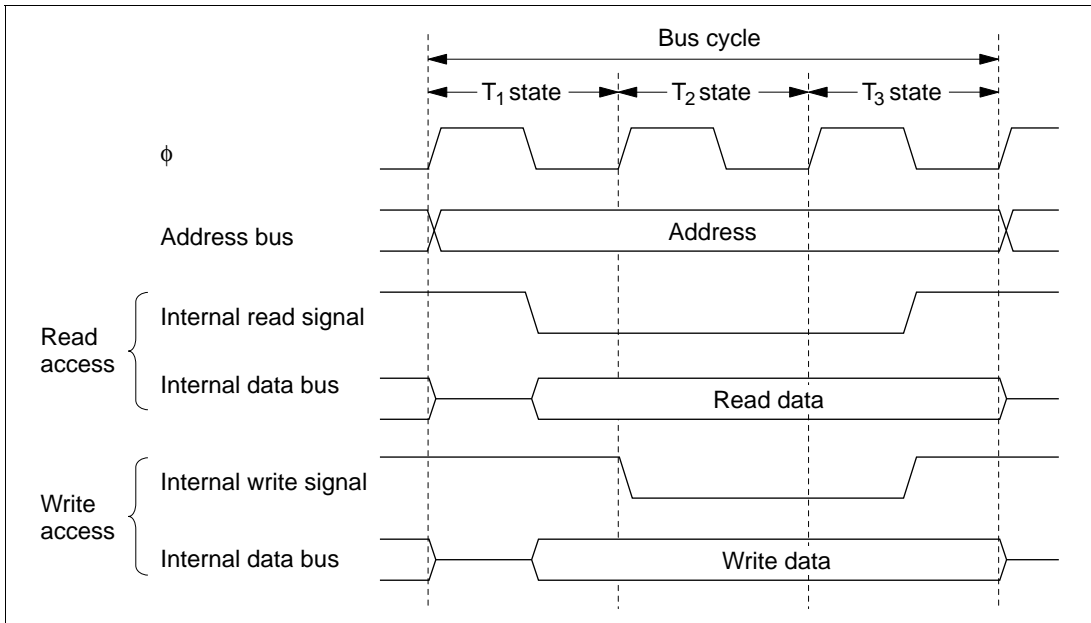 Bus cycle
T1 state T2 state T3 state
ϕ
Address bus
Address
Internal read signal
Read
access
Internal data bus
Read data
Internal write signal
Write
access
Internal data bus
Write data